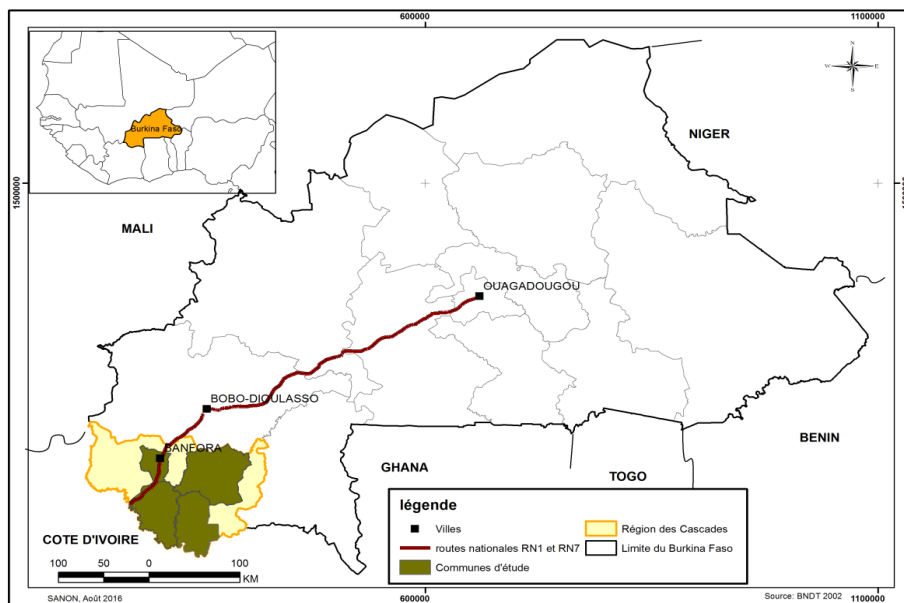 600000
1100000
Burkina Faso
N
W E
S
NIGER
1500000
MALI
OUAGADOUGOU
BOBO-DIOULASSO
BANFORA
BENIN
GHANA
TOGO
légende
Villes
Région des Cascades
routes nationales RN1 et RN7
Limite du Burkina Faso
Communes d'étude
COTE D'IVOIRE
100 50 0 100
KM
SANON, Août 2016
600000
Source: BNDT 2002
1100000